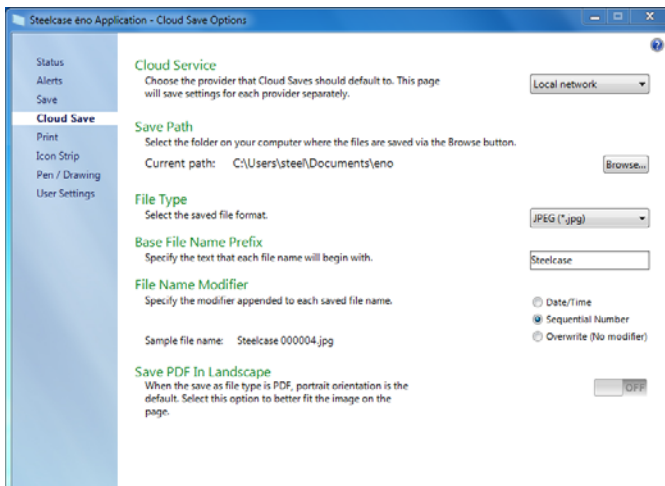 Steelcase ēno Application - Cloud Save Options
Status
Alerts
Save
Cloud Save
Print
Icon Strip
Pen / Drawing
User Settings
Cloud Service
Choose the provider that Cloud Saves should default to. This page
will save settings for each provider separately.
Local network
Save Path
Select the folder on your computer where the files are saved via the Browse button.
Current path: C:\Users\steel\Documents\eno
Browse...
File Type
Select the saved file format.
JPEG (*.jpg)
Base File Name Prefix
Specify the text that each file name will begin with.
Steelcase
File Name Modifier
Specify the modifier appended to each saved file name.
Date/Time
Sequential Number
Overwrite (No modifier)
Sample file name: Steelcase 000004.jpg
Save PDF In Landscape
When the save as file type is PDF, portrait orientation is the
default. Select this option to better fit the image on the
page.
OFF